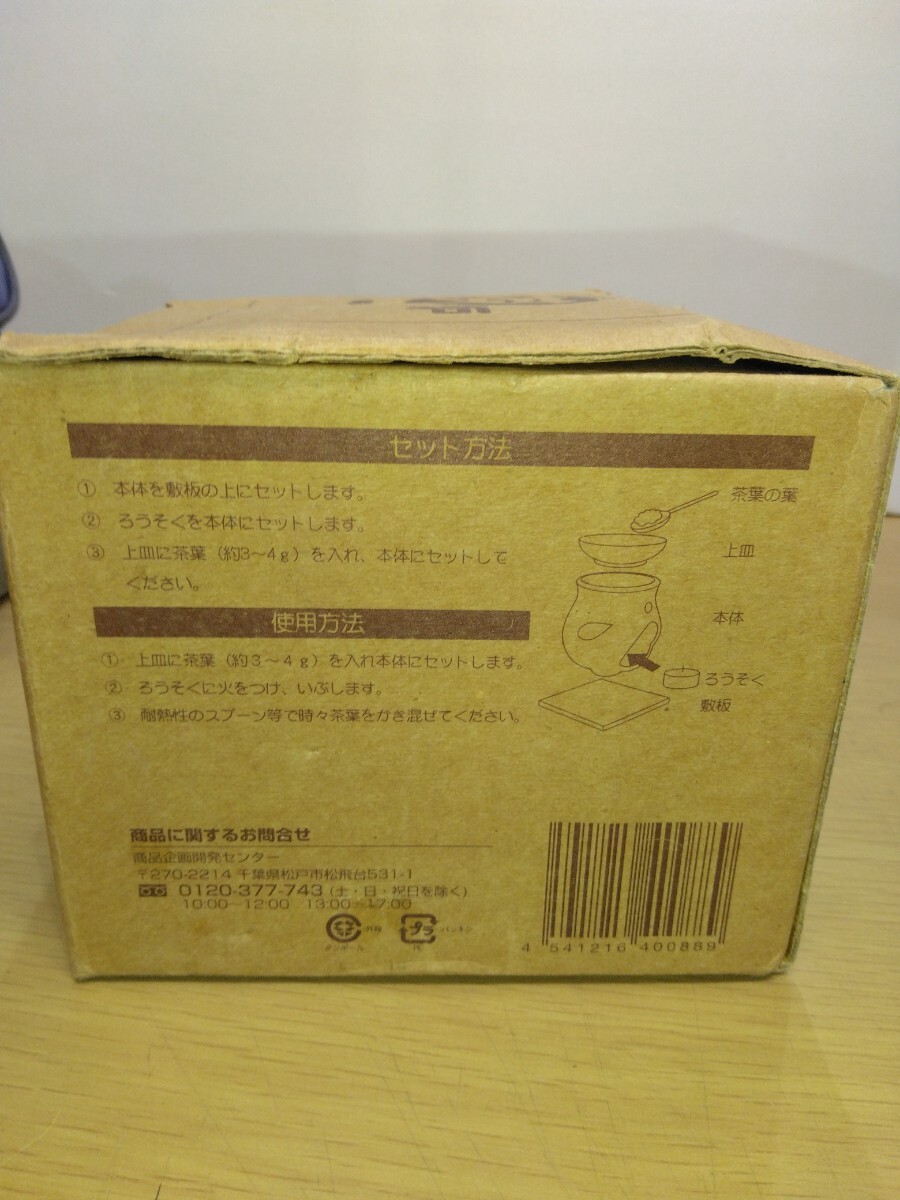 セット方法
① 本体を敷板の上にセットします。
② ろうそくを本体にセットします。
③ 上皿に茶葉（約3〜4g）を入れ、本体にセットして
ください。
茶葉の葉
上皿
本体
ろうそく
敷板
使用方法
① 上皿に茶葉（約3〜4g）を入れ本体にセットします。
② ろうそくに火をつけ、いぶします。
③ 耐熱性のスプーン等で時々茶葉をかき混ぜてください。
商品に関するお問合せ
商品企画開発センター
〒270-2214 千葉県松戸市松飛台531-1
0120-377-743（土・日・祝日を除く）
10:00〜12:00 13:00〜17:00
外箱
ダンボール
プラ
4 541216 400889